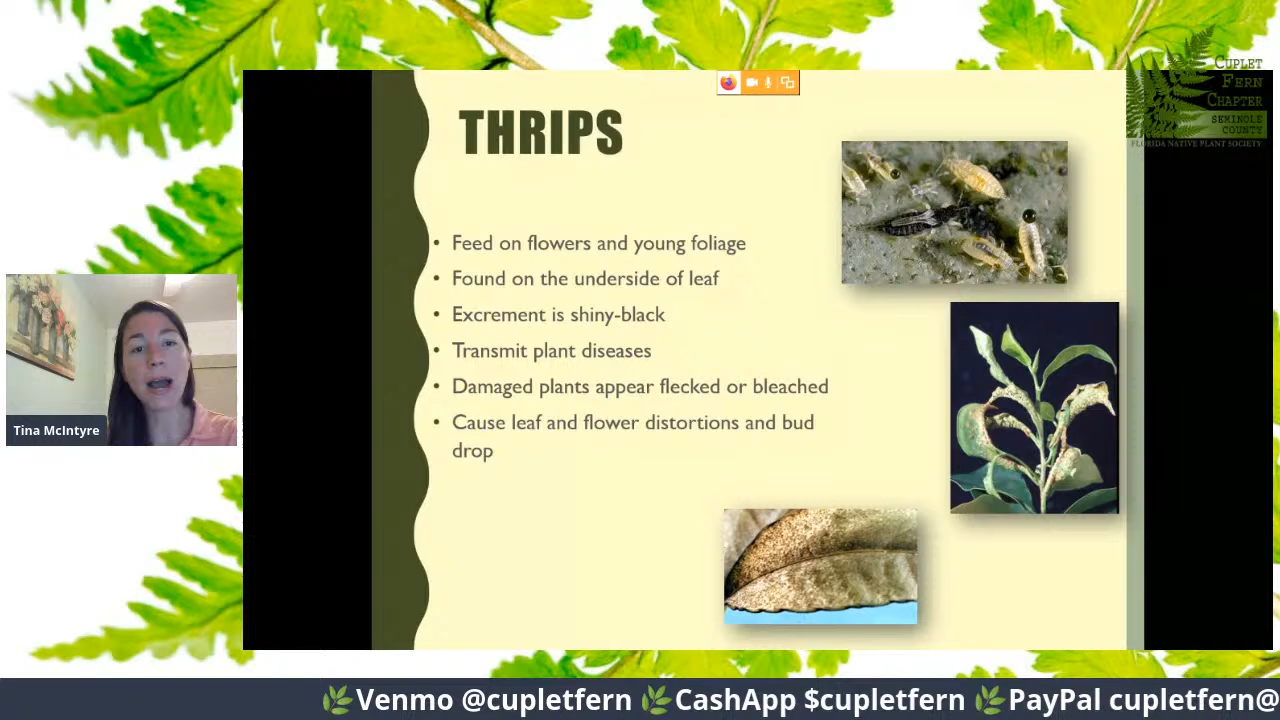 CUPLET
FERN
CHAPTER
SEMINOLE
COUNTY
FLORIDA NATIVE PLANT SOCIETY
THRIPS
• Feed on flowers and young foliage
• Found on the underside of leaf
• Excrement is shiny-black
• Transmit plant diseases
• Damaged plants appear flecked or bleached
• Cause leaf and flower distortions and bud
drop
Tina McIntyre
🌿Venmo @cupletfern 🌿CashApp $cupletfern 🌿PayPal cupletfern@